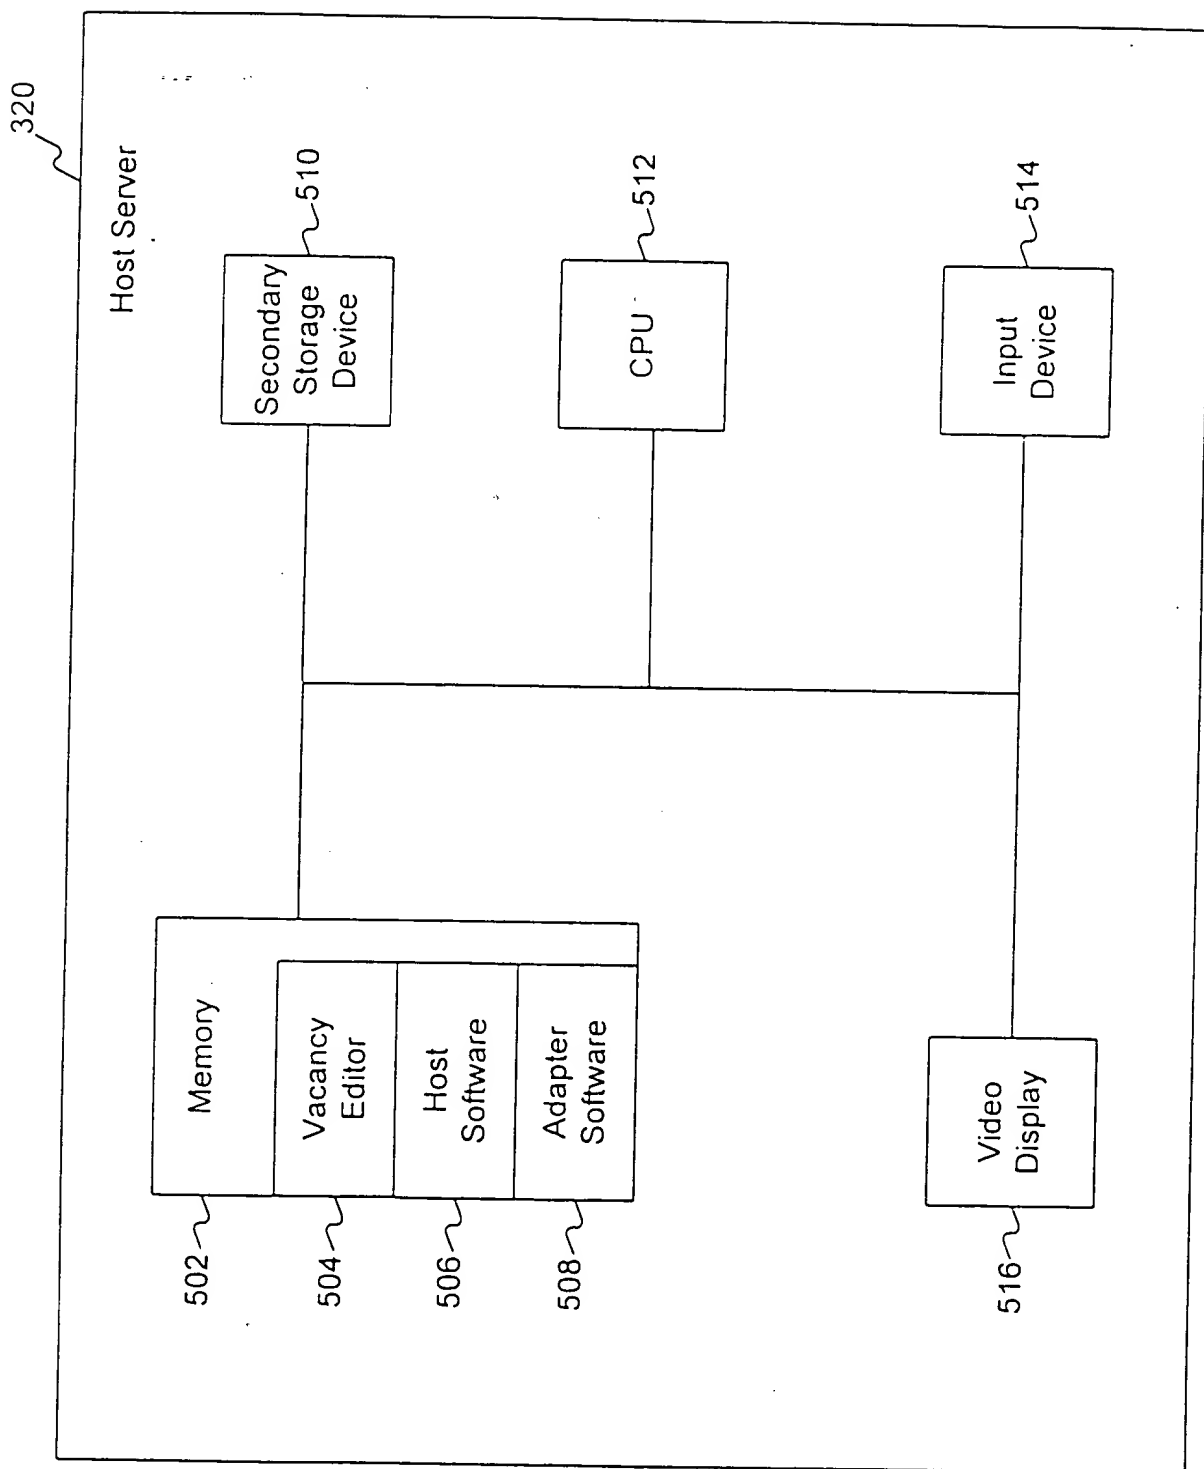 320
Host Server
502
Memory
504
Vacancy
Editor
506
Host
Software
508
Adapter
Software
Secondary
Storage
Device
510
CPU
512
516
Video
Display
Input
Device
514